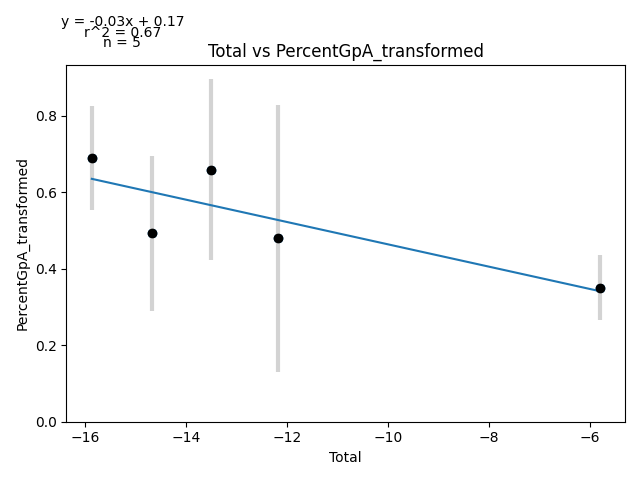 y = -0.03x + 0.17
r^2 = 0.67
n = 5
Total vs PercentGpA_transformed
PercentGpA_transformed
0.8
0.6
0.4
0.2
0.0
−16
−14
−12
−10
−8
−6
Total